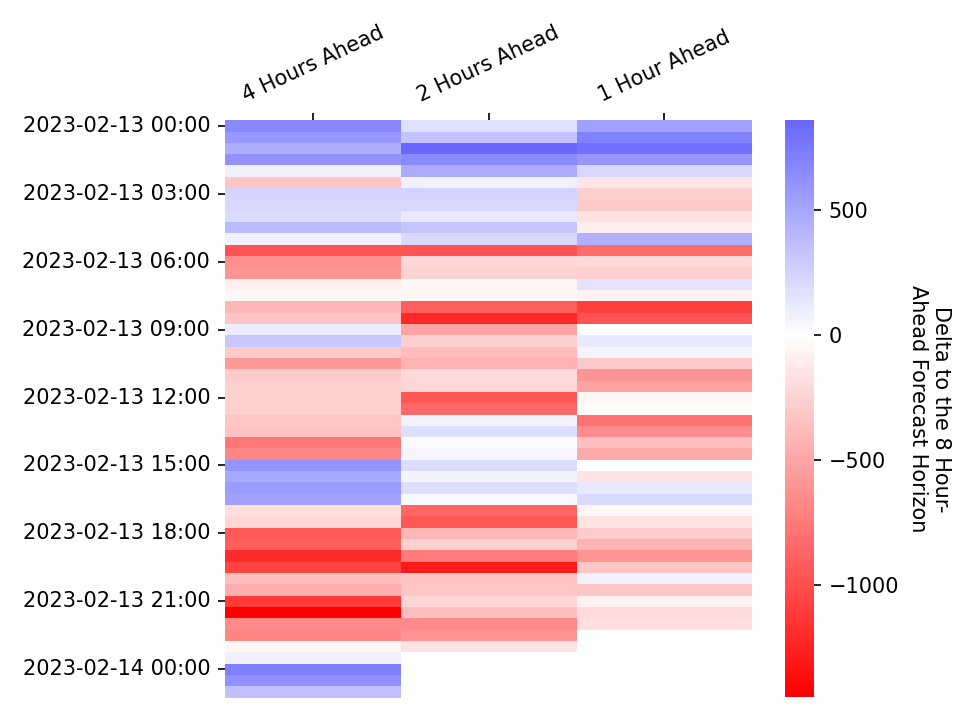 4 Hours Ahead
2 Hours Ahead
1 Hour Ahead
2023-02-13 00:00
2023-02-13 03:00
2023-02-13 06:00
2023-02-13 09:00
2023-02-13 12:00
2023-02-13 15:00
2023-02-13 18:00
2023-02-13 21:00
2023-02-14 00:00
500
0
−500
−1000
Delta to the 8 Hour-
Ahead Forecast Horizon